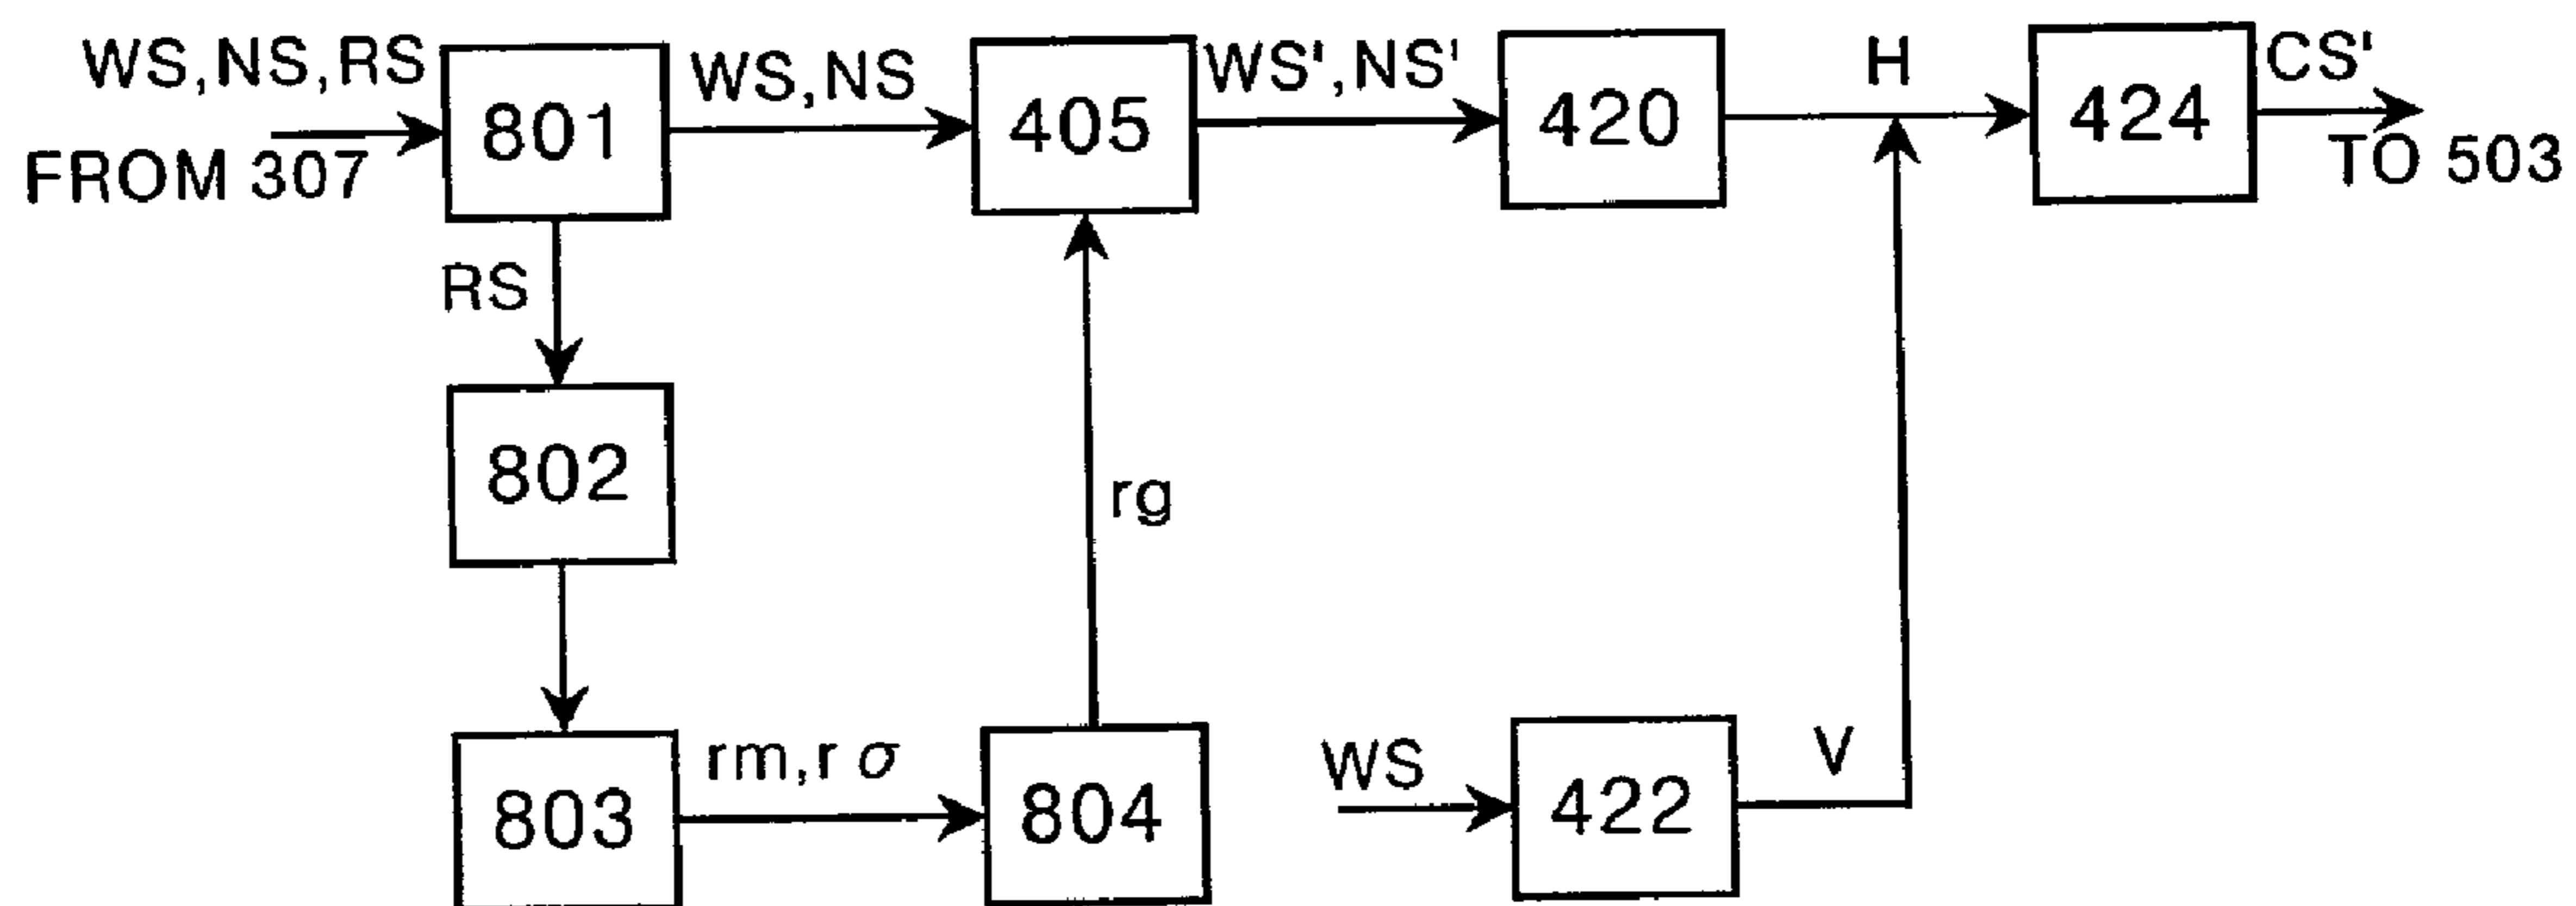 WS,NS,RS
FROM 307
801
WS,NS
405
WS',NS'
420
H
424
CS'
TO 503
RS
802
rg
803
rm,r σ
804
WS
422
V